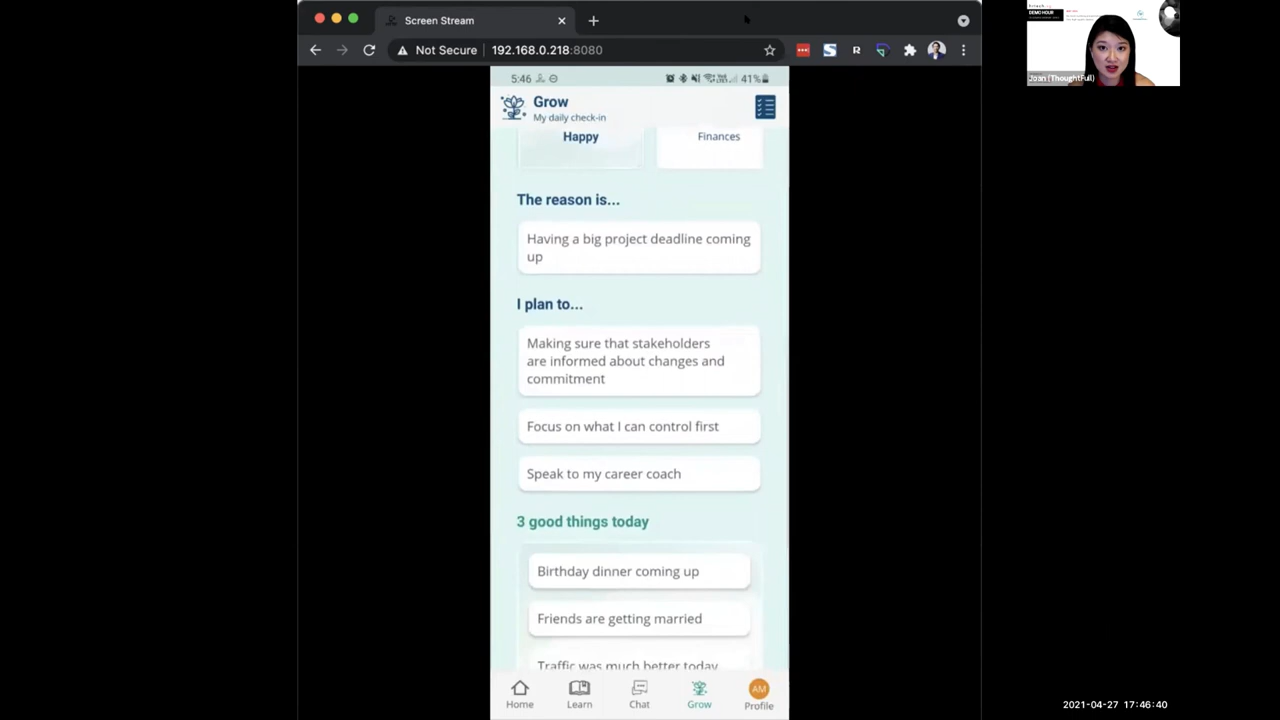 Screen Stream
Not Secure 192.168.0.218:8080
5:46 41%
Grow
My daily check-in
Happy Finances
The reason is...
Having a big project deadline coming
up
I plan to...
Making sure that stakeholders
are informed about changes and
commitment
Focus on what I can control first
Speak to my career coach
3 good things today
Birthday dinner coming up
Friends are getting married
Traffic was much better today
Home Learn Chat Grow AM Profile
DEMO HOUR
Joan (ThoughtFull)
2021-04-27 17:46:40